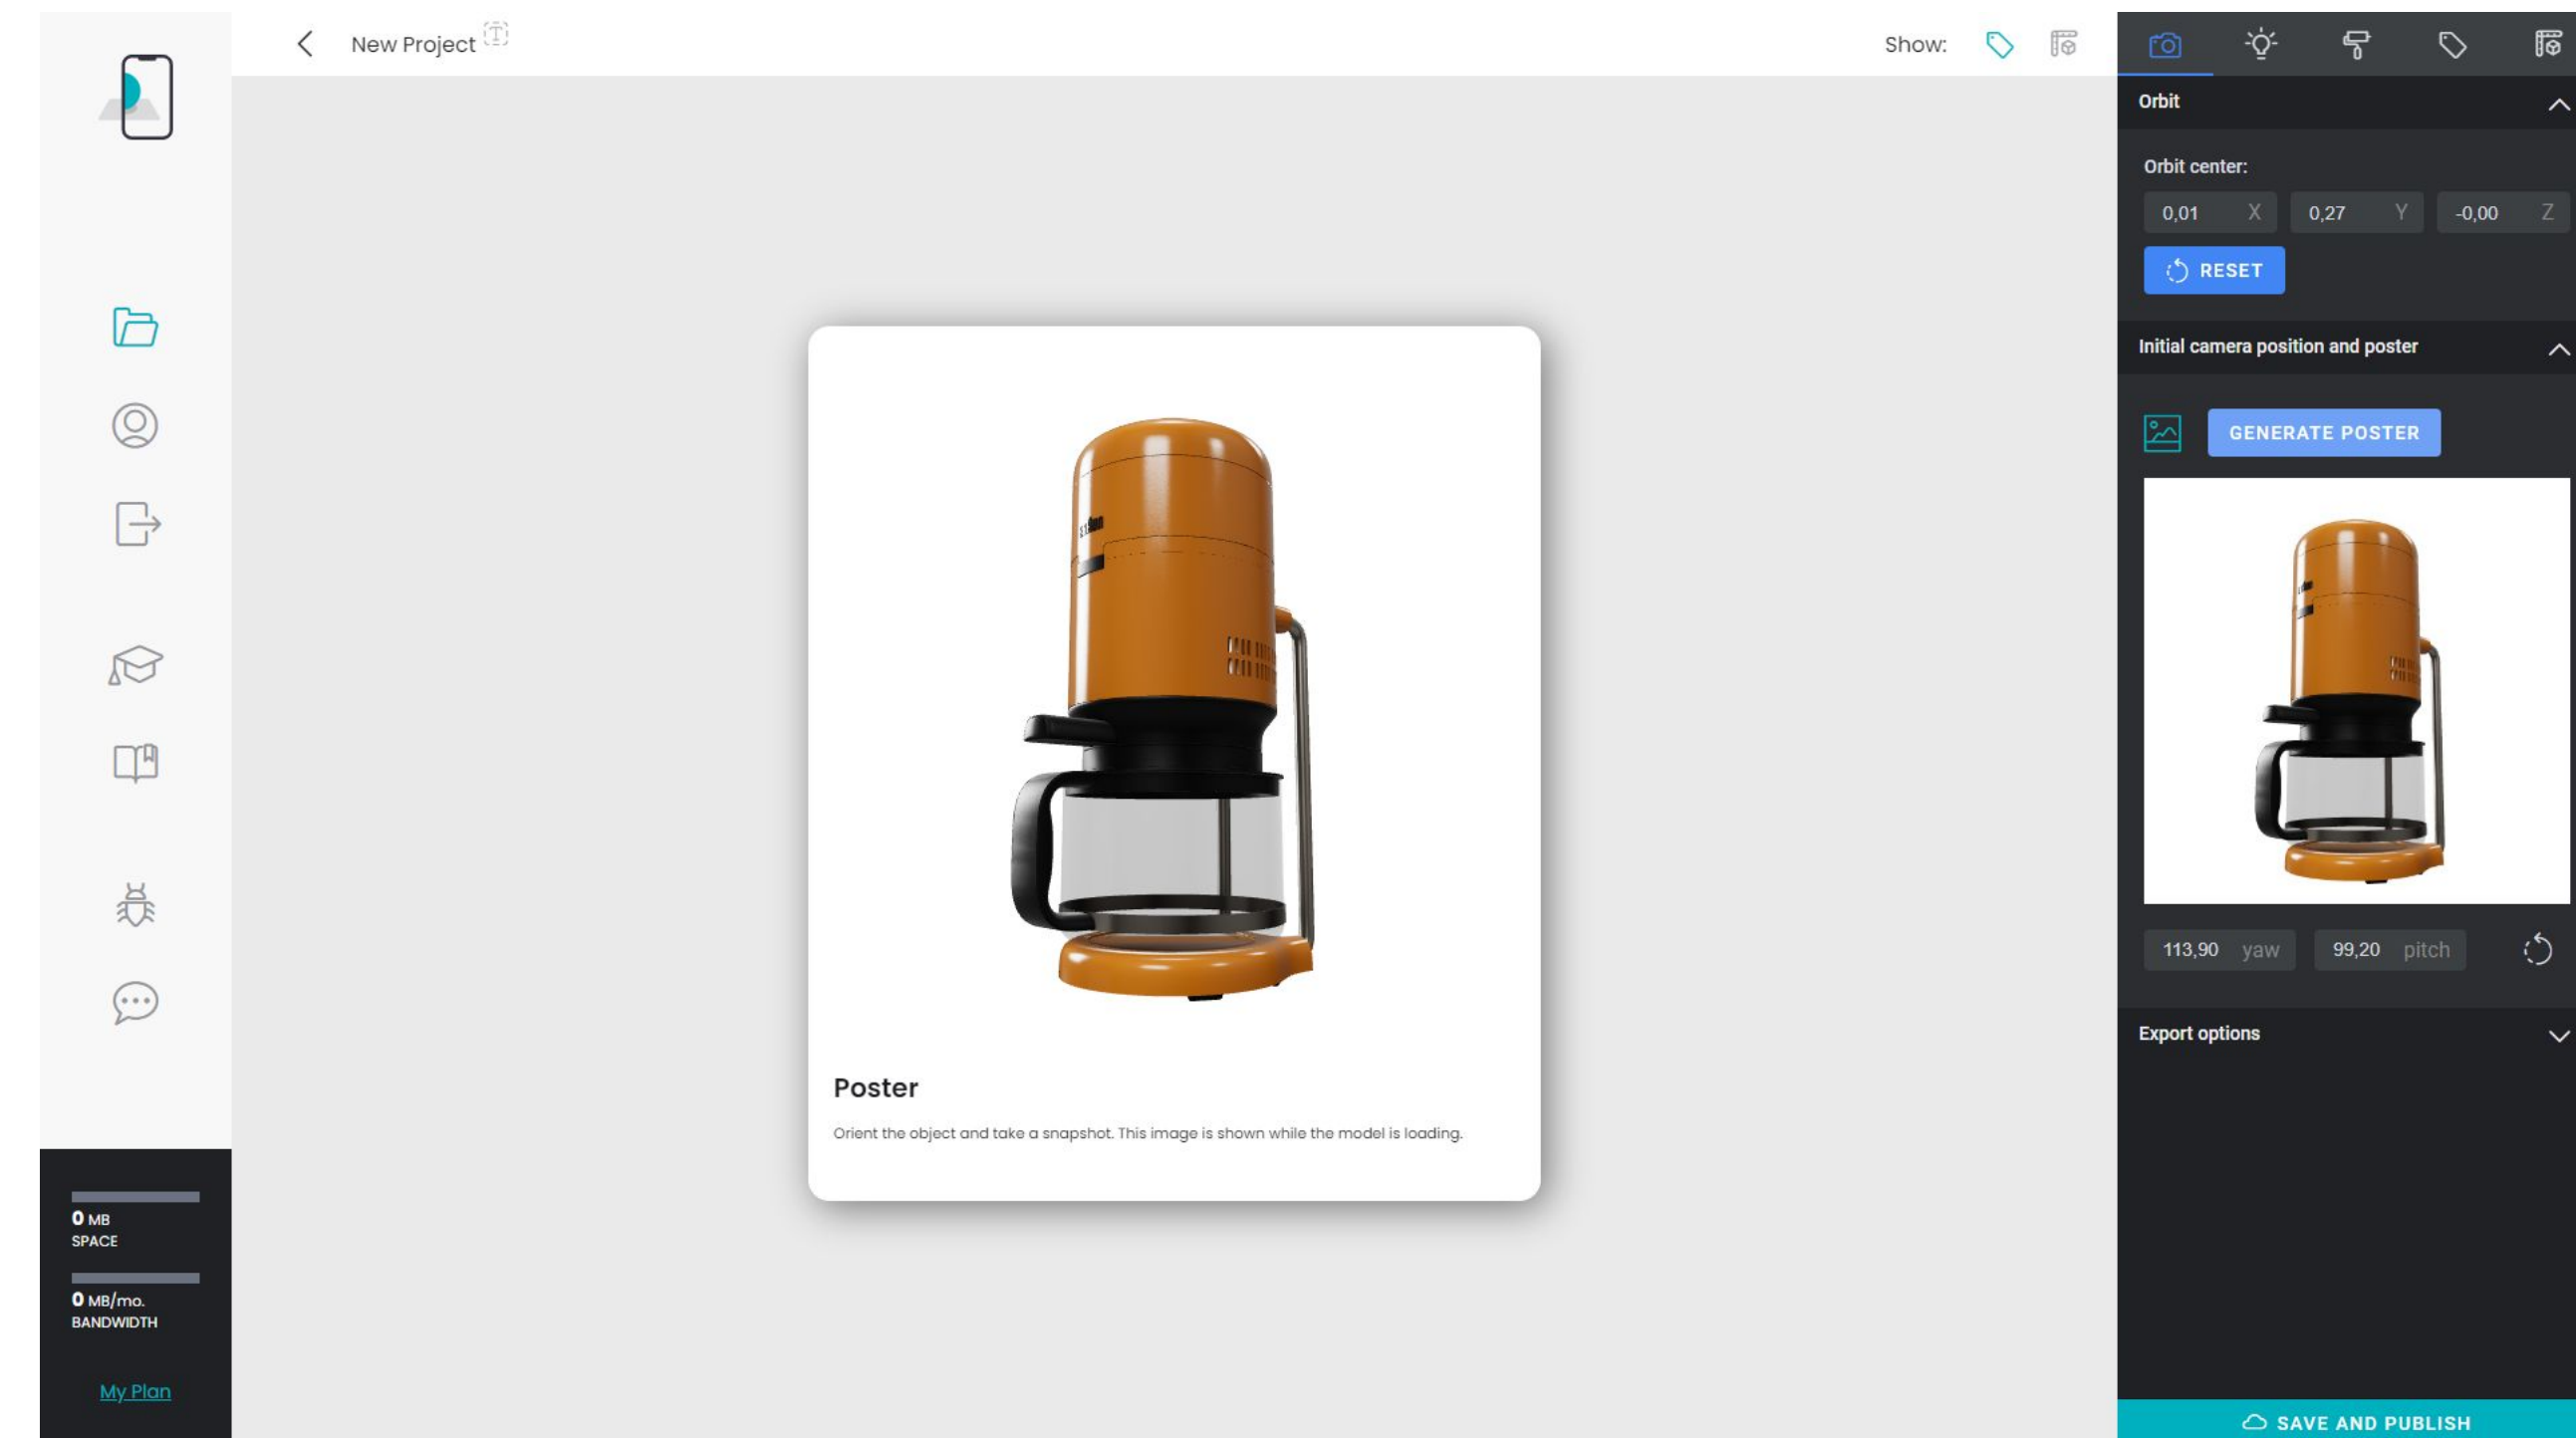 New Project
Show:
Orbit
Orbit center:
0,01 X 0,27 Y -0,00 Z
RESET
Initial camera position and poster
GENERATE POSTER
113,90 yaw 99,20 pitch
Export options
SAVE AND PUBLISH
Poster
Orient the object and take a snapshot. This image is shown while the model is loading.
0 MB
SPACE
0 MB/mo.
BANDWIDTH
My Plan